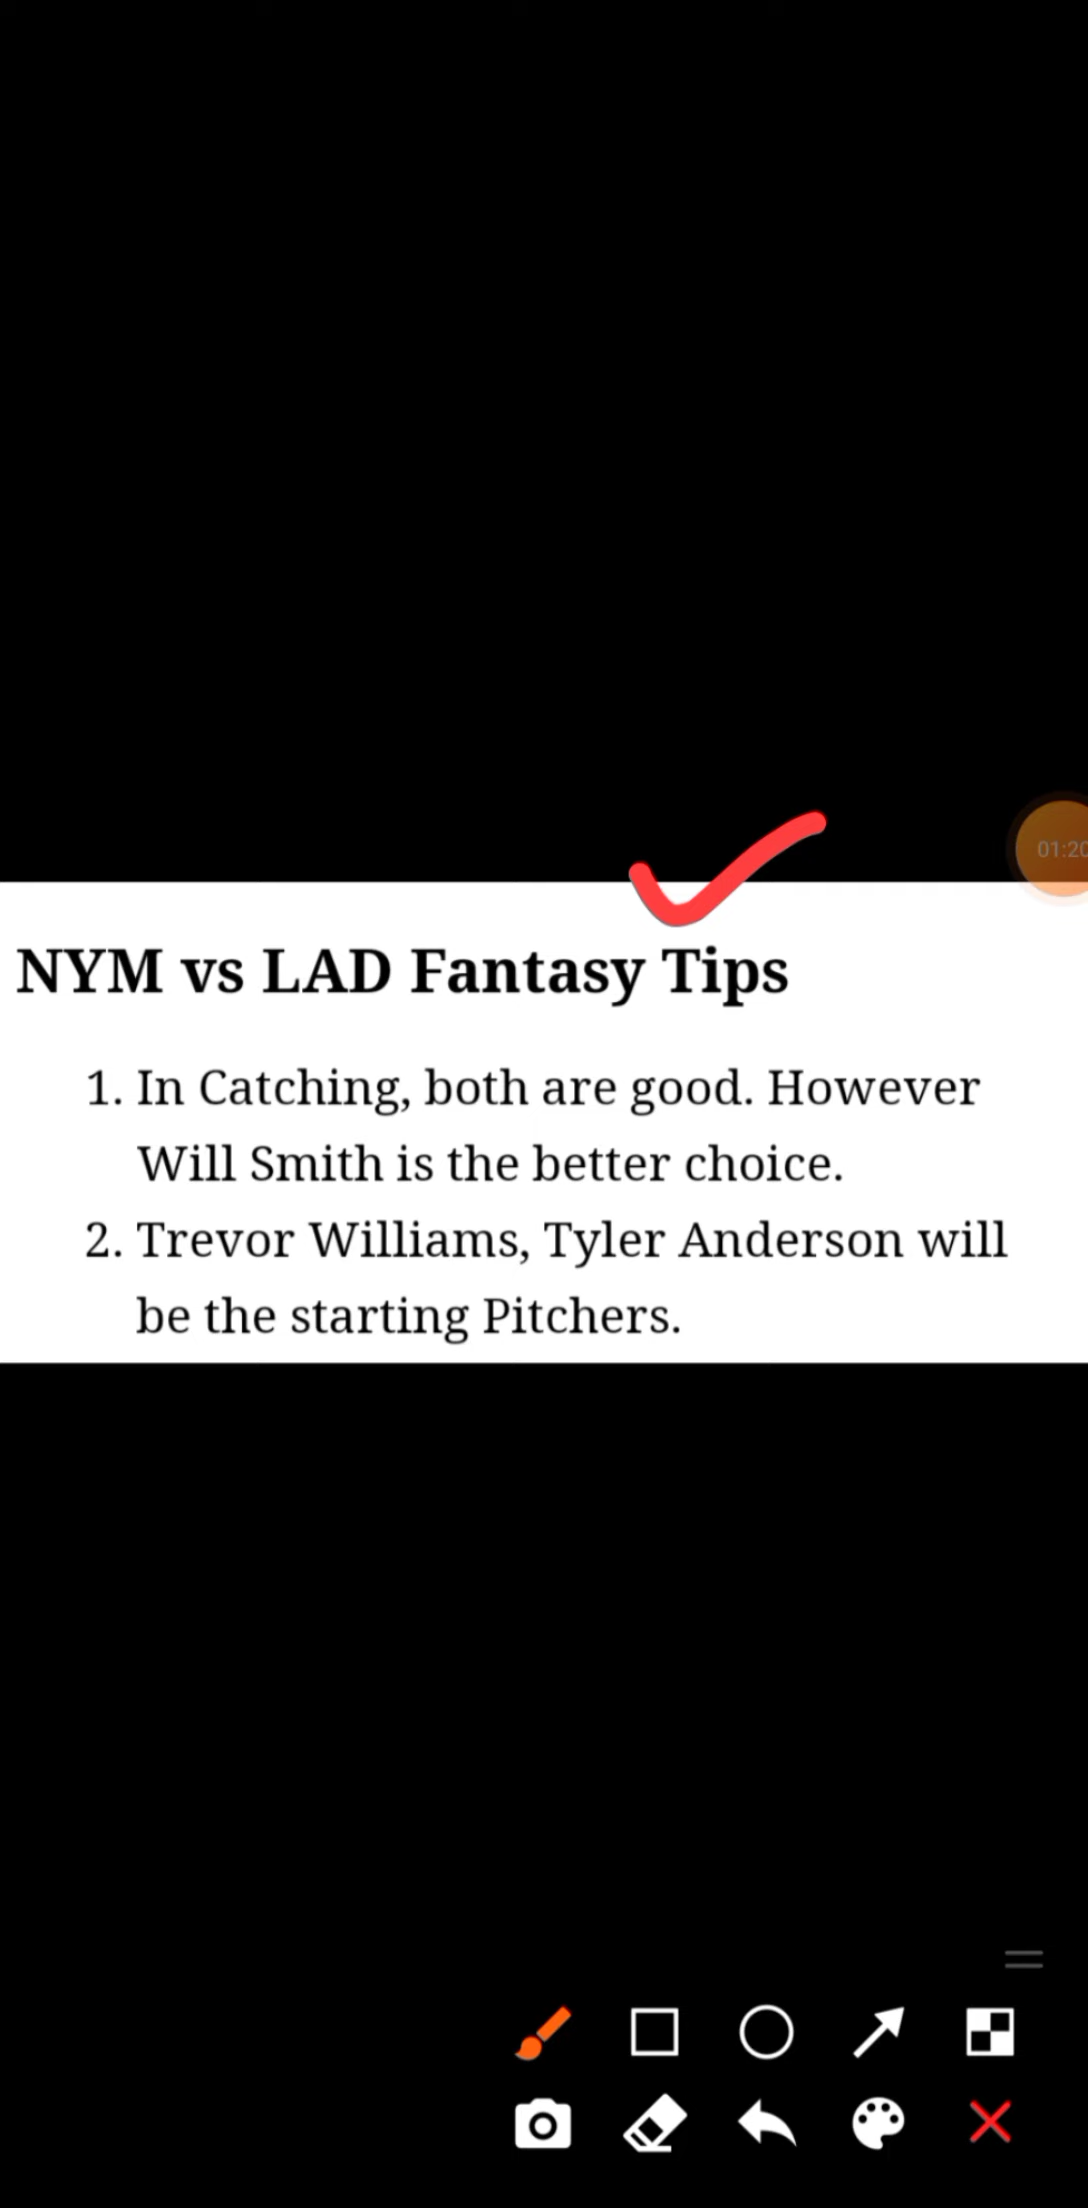 01:20
NYM vs LAD Fantasy Tips
1. In Catching, both are good. However
Will Smith is the better choice.
2. Trevor Williams, Tyler Anderson will
be the starting Pitchers.